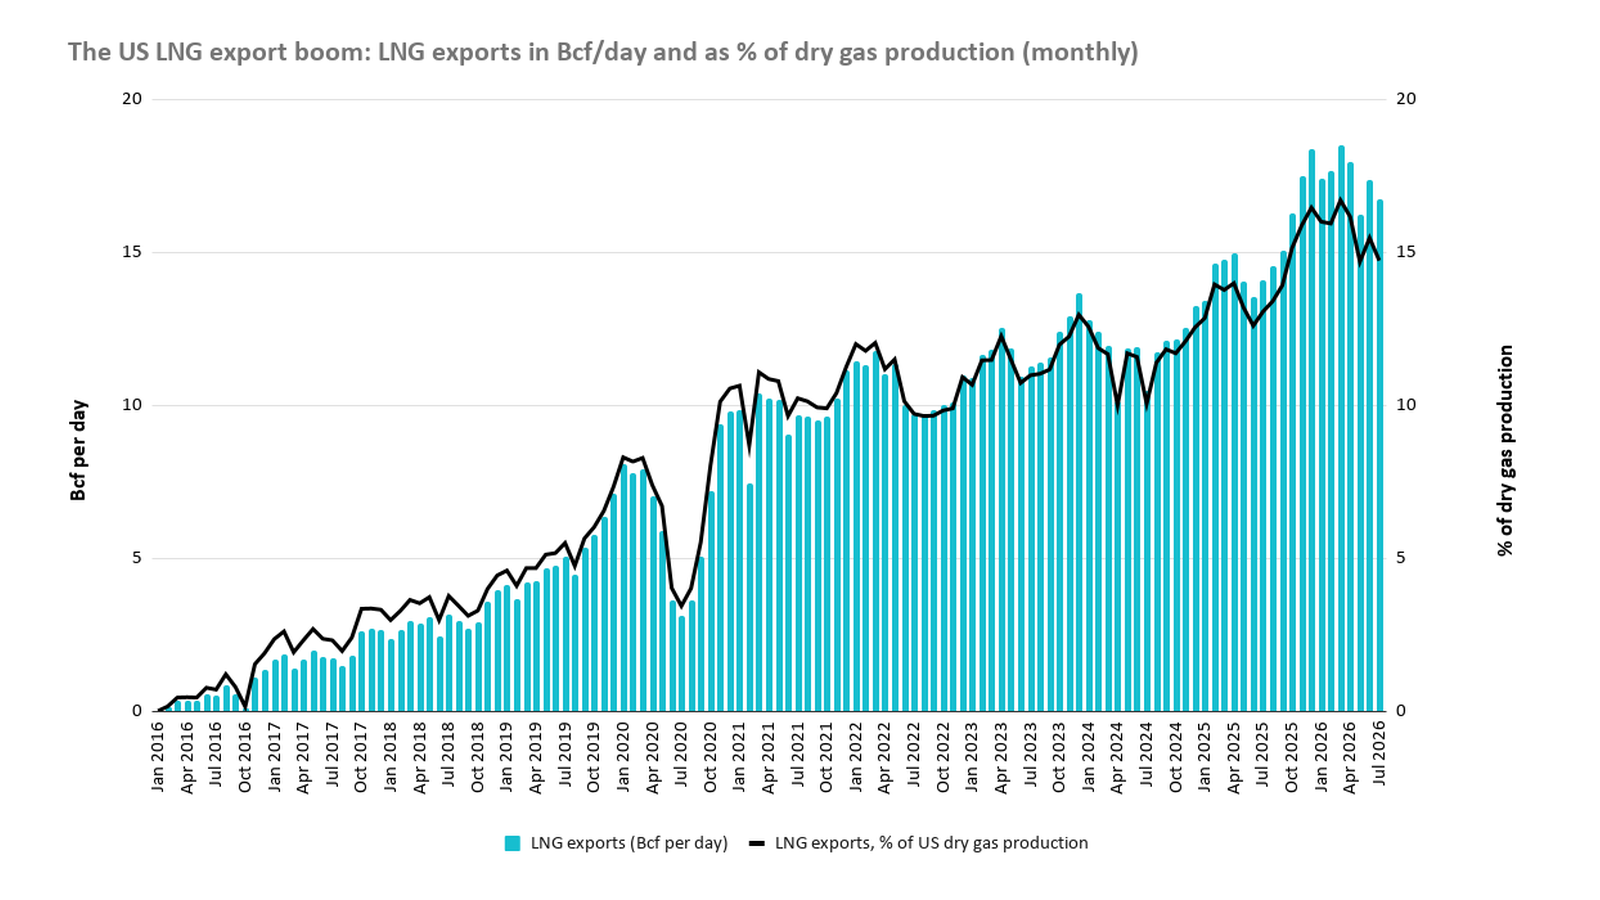 The US LNG export boom: LNG exports in Bcf/day and as % of dry gas production (monthly)
20
15
10
5
0
Bcf per day
20
15
10
5
0
% of dry gas production
Jan 2016
Apr 2016
Jul 2016
Oct 2016
Jan 2017
Apr 2017
Jul 2017
Oct 2017
Jan 2018
Apr 2018
Jul 2018
Oct 2018
Jan 2019
Apr 2019
Jul 2019
Oct 2019
Jan 2020
Apr 2020
Jul 2020
Oct 2020
Jan 2021
Apr 2021
Jul 2021
Oct 2021
Jan 2022
Apr 2022
Jul 2022
Oct 2022
Jan 2023
Apr 2023
Jul 2023
Oct 2023
Jan 2024
Apr 2024
Jul 2024
Oct 2024
Jan 2025
Apr 2025
Jul 2025
Oct 2025
Jan 2026
Apr 2026
Jul 2026
LNG exports (Bcf per day)
LNG exports, % of US dry gas production